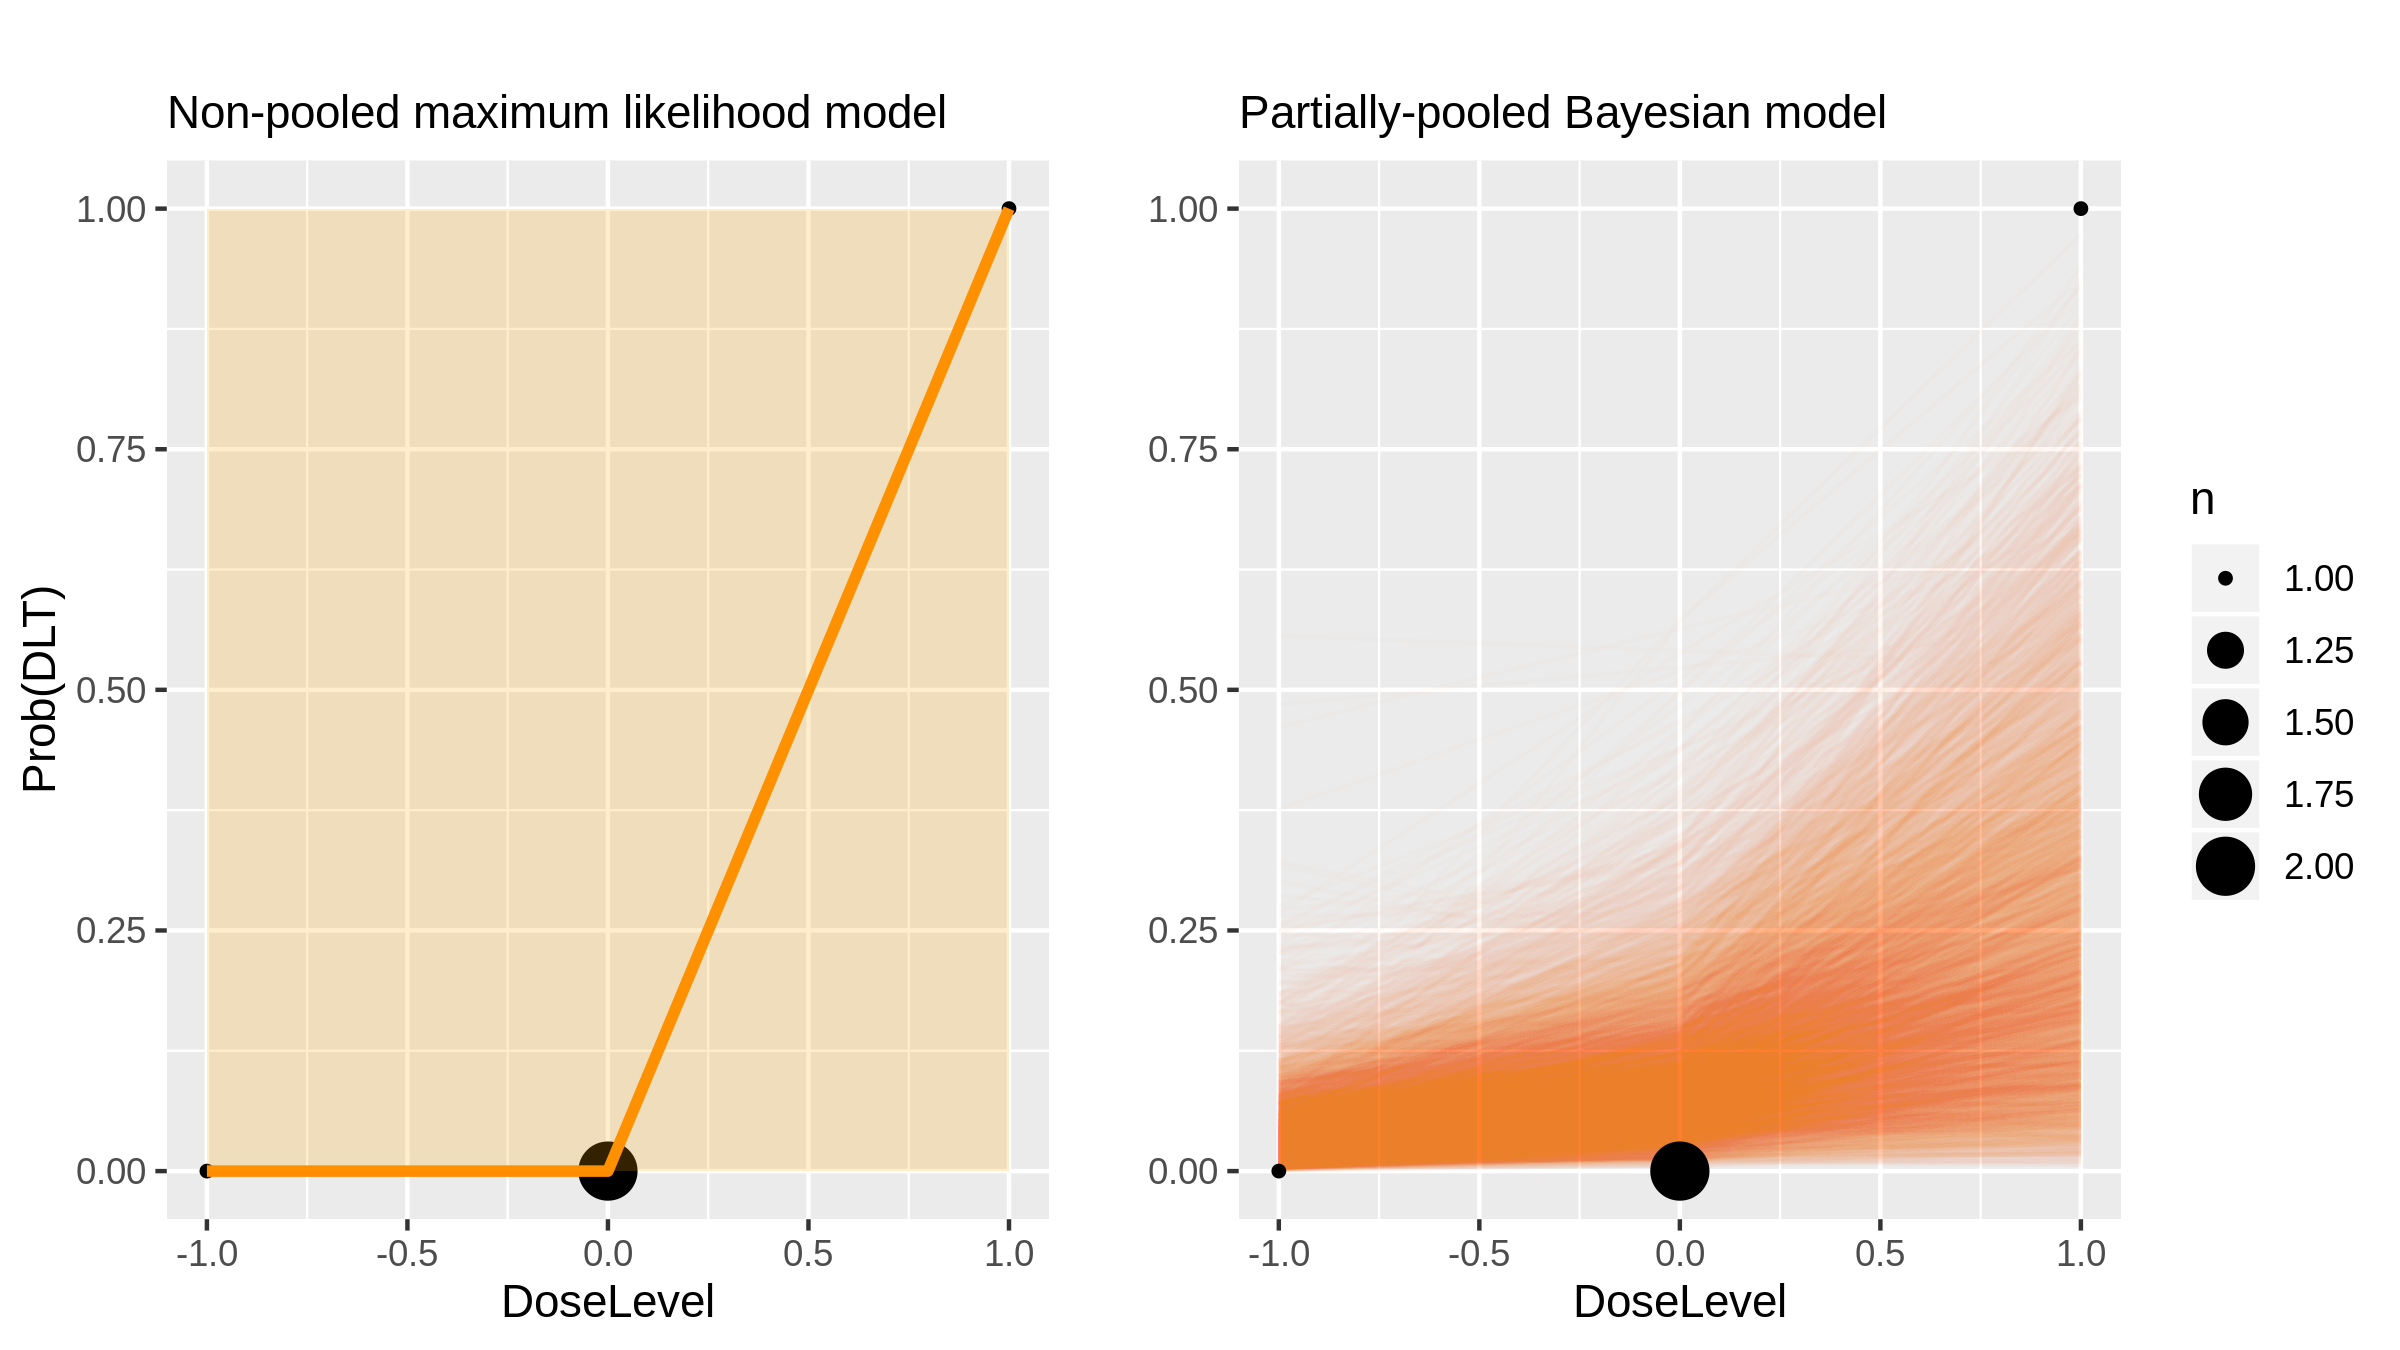 Non-pooled maximum likelihood model
Prob(DLT)
1.00
0.75
0.50
0.25
0.00
-1.0 -0.5 0.0 0.5 1.0
DoseLevel
Partially-pooled Bayesian model
1.00
0.75
0.50
0.25
0.00
-1.0 -0.5 0.0 0.5 1.0
DoseLevel
n
1.00
1.25
1.50
1.75
2.00